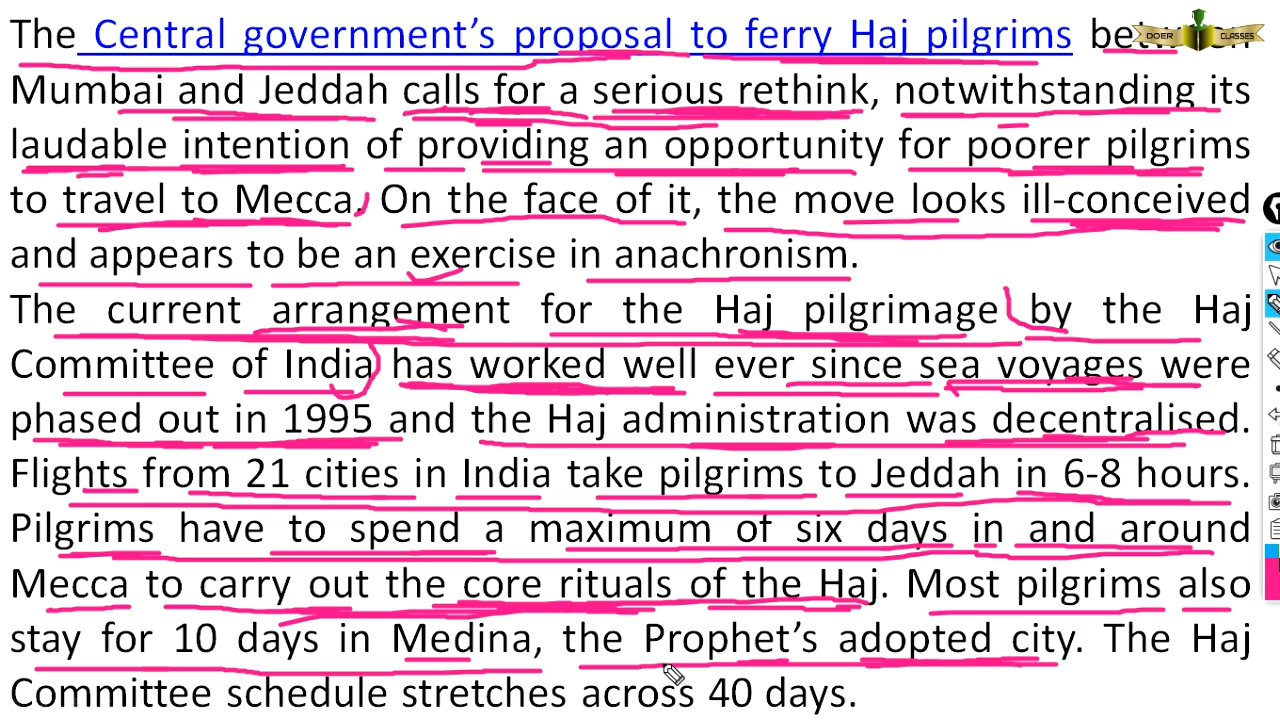 The Central government's proposal to ferry Haj pilgrims between
DOER CLASSES
Mumbai and Jeddah calls for a serious rethink, notwithstanding its
laudable intention of providing an opportunity for poorer pilgrims
to travel to Mecca. On the face of it, the move looks ill-conceived
and appears to be an exercise in anachronism.
The current arrangement for the Haj pilgrimage by the Haj
Committee of India has worked well ever since sea voyages were
phased out in 1995 and the Haj administration was decentralised.
Flights from 21 cities in India take pilgrims to Jeddah in 6-8 hours.
Pilgrims have to spend a maximum of six days in and around
Mecca to carry out the core rituals of the Haj. Most pilgrims also
stay for 10 days in Medina, the Prophet's adopted city. The Haj
Committee schedule stretches across 40 days.